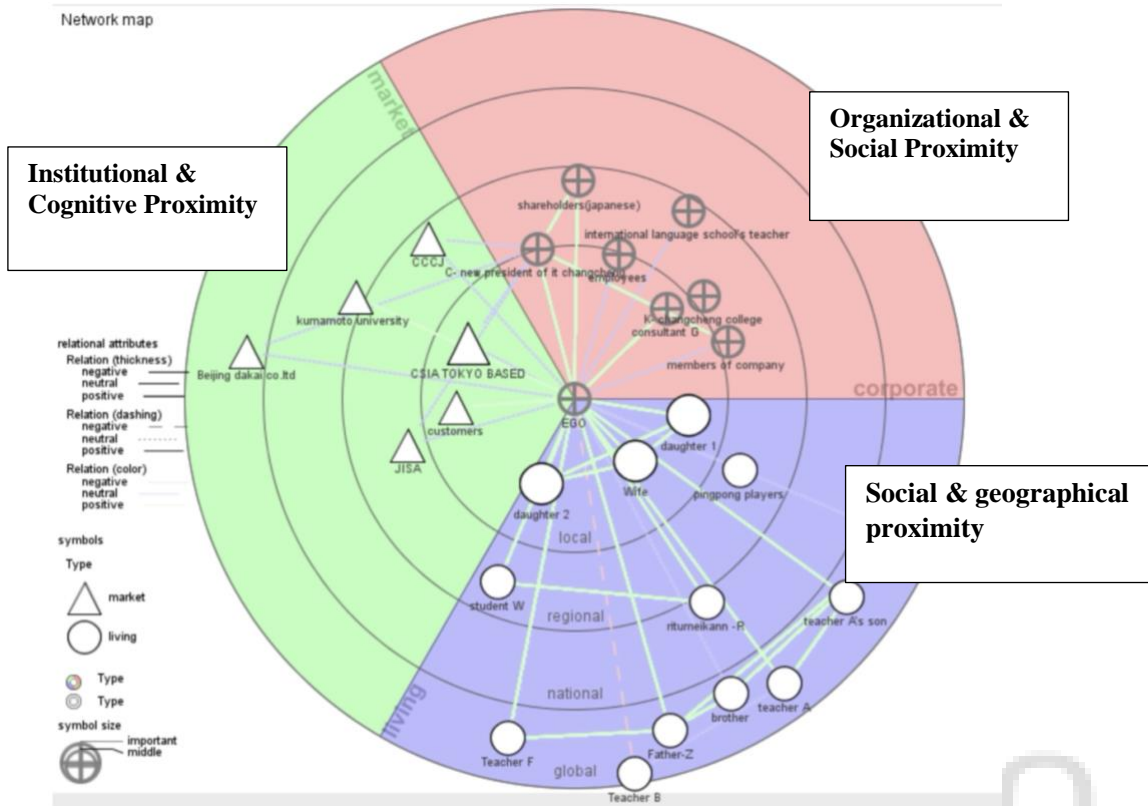 Network map
market
Organizational &
Social Proximity
Institutional &
Cognitive Proximity
shareholders(japanese)
international language school's teacher
CCCJ
C- new president of it changcheng
employees
kumamoto university
K- changcheng college
consultant G
Beijing dakai co.ltd
CSIA TOKYO BASED
members of company
corporate
EGO
customers
JISA
daughter 1
Wife
pingpong players
daughter 2
Social & geographical
proximity
local
student W
regional
ritumeikann -R
teacher A's son
national
living
brother
teacher A
Teacher F
Father-Z
global
Teacher B
relational attributes
Relation (thickness)
negative
neutral
positive
Relation (dashing)
negative
neutral
positive
Relation (color)
negative
neutral
positive
symbols
Type
market
living
Type
Type
symbol size
important
middle